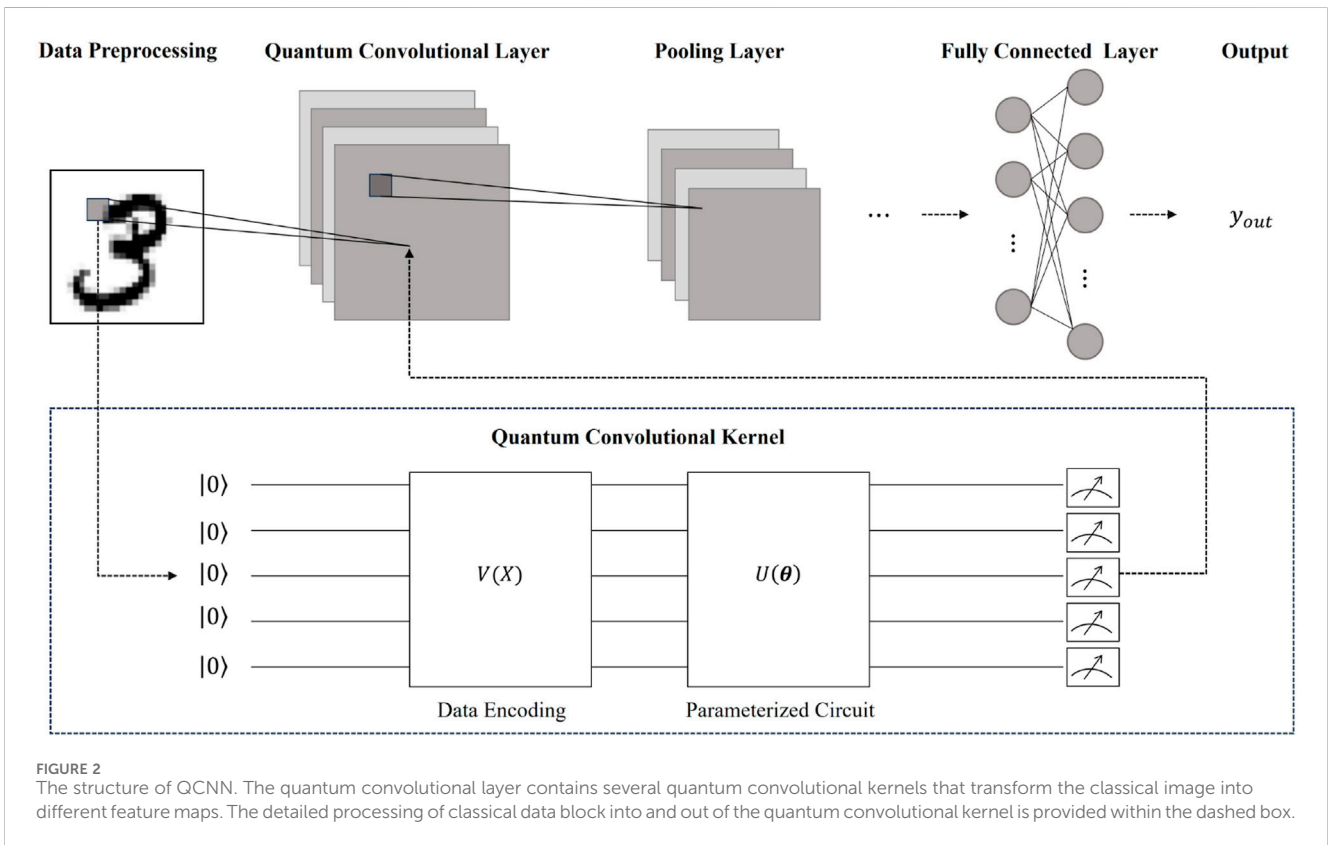 Data Preprocessing Quantum Convolutional Layer Pooling Layer Fully Connected Layer Output
3
...
⋮
⋮
y_out
Quantum Convolutional Kernel
|0⟩
|0⟩
|0⟩
|0⟩
|0⟩
V(X)
U(θ)
Data Encoding Parameterized Circuit
FIGURE 2
The structure of QCNN. The quantum convolutional layer contains several quantum convolutional kernels that transform the classical image into
different feature maps. The detailed processing of classical data block into and out of the quantum convolutional kernel is provided within the dashed box.